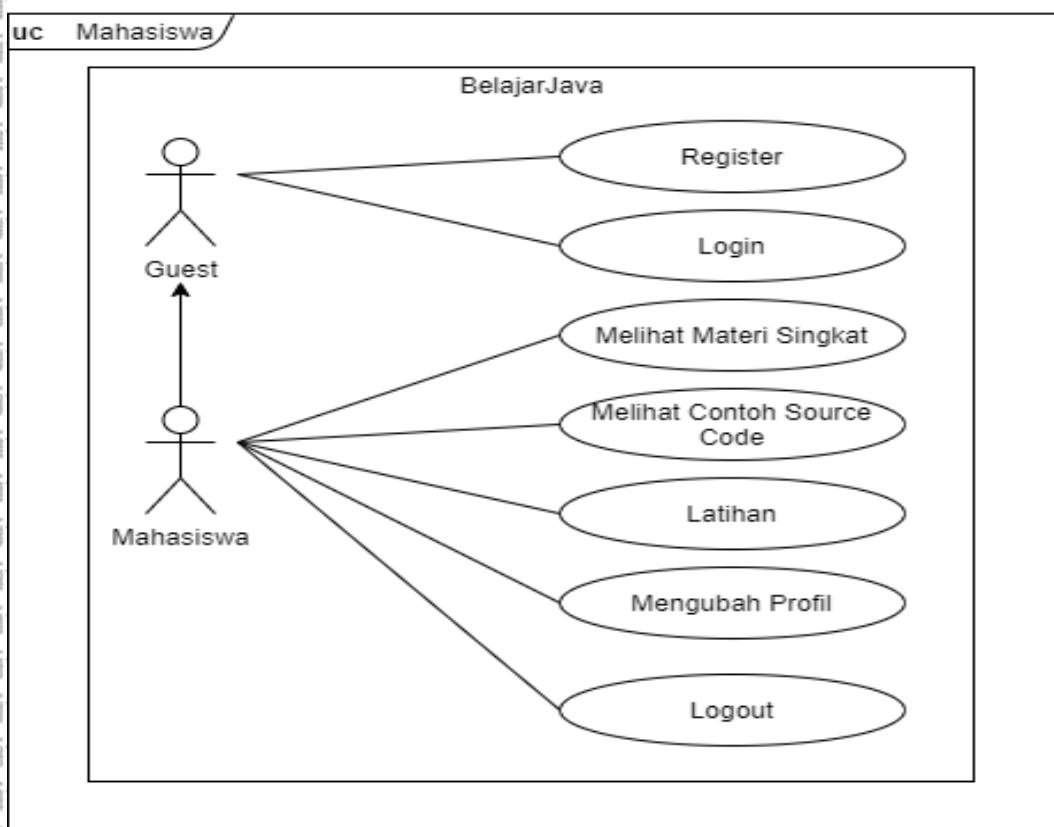 uc Mahasiswa
BelajarJava
Register
Login
Guest
Melihat Materi Singkat
Melihat Contoh Source
Code
Latihan
Mahasiswa
Mengubah Profil
Logout